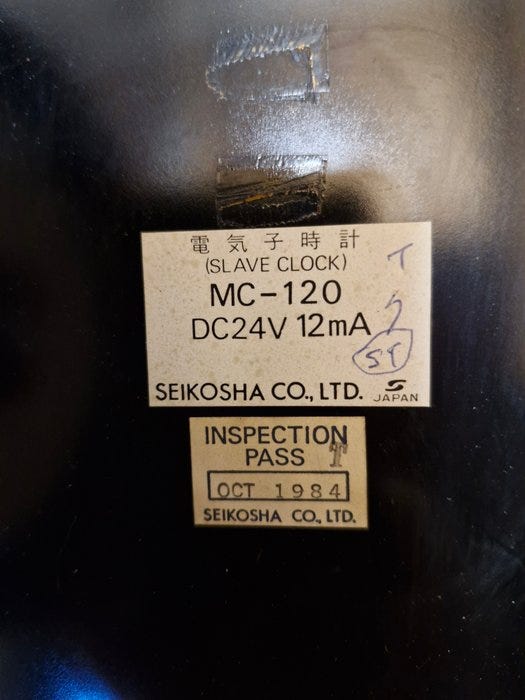 電気子時計
(SLAVE CLOCK)
MC-120
DC24V 12mA
ST
SEIKOSHA CO., LTD.
JAPAN
INSPECTION
PASS T
OCT 1984
SEIKOSHA CO., LTD.